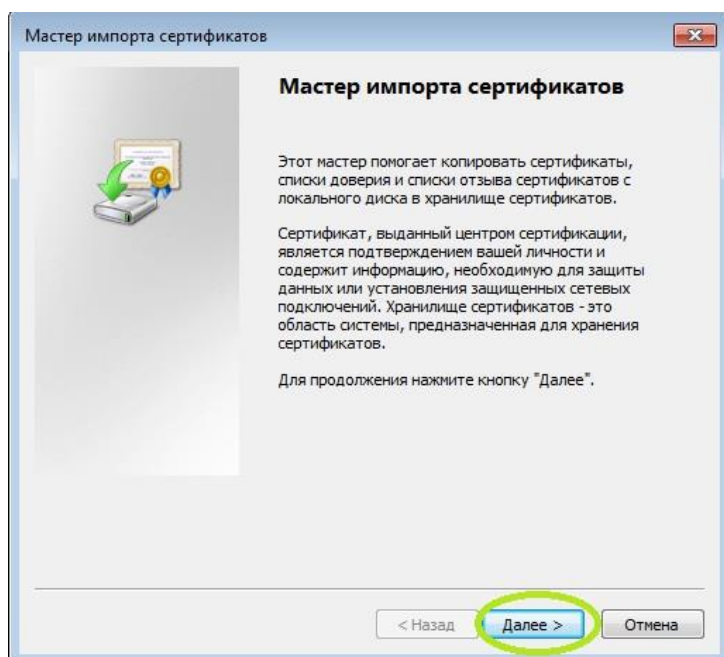 Мастер импорта сертификатов
Мастер импорта сертификатов
Этот мастер помогает копировать сертификаты,
списки доверия и списки отзыва сертификатов с
локального диска в хранилище сертификатов.
Сертификат, выданный центром сертификации,
является подтверждением вашей личности и
содержит информацию, необходимую для защиты
данных или установления защищенных сетевых
подключений. Хранилище сертификатов - это
область системы, предназначенная для хранения
сертификатов.
Для продолжения нажмите кнопку "Далее".
< Назад Далее > Отмена